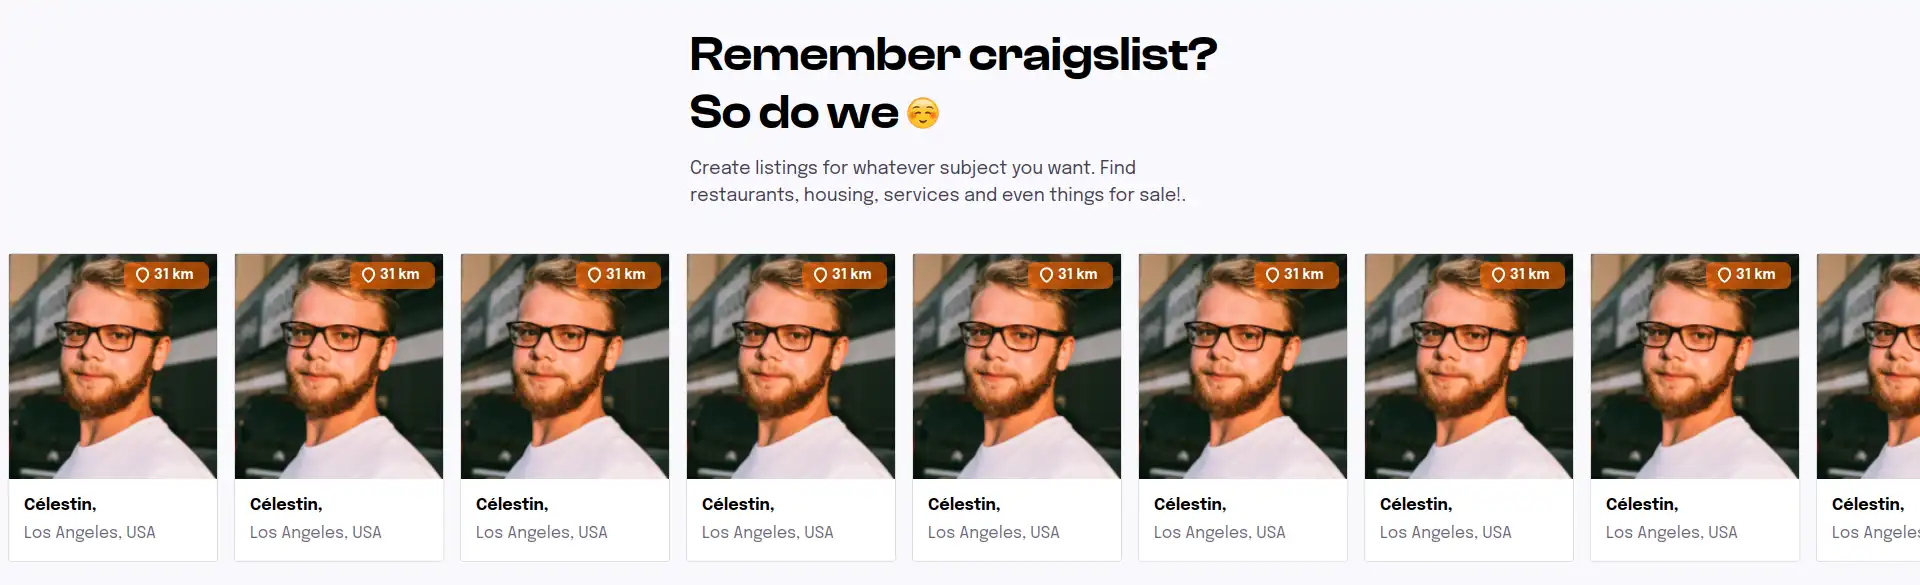 Remember craigslist?
So do we ☺️
Create listings for whatever subject you want. Find
restaurants, housing, services and even things for sale!.
31 km
31 km
31 km
31 km
31 km
31 km
31 km
31 km
Célestin,
Célestin,
Célestin,
Célestin,
Célestin,
Célestin,
Célestin,
Célestin,
Célestin,
Los Angeles, USA
Los Angeles, USA
Los Angeles, USA
Los Angeles, USA
Los Angeles, USA
Los Angeles, USA
Los Angeles, USA
Los Angeles, USA
Los Angeles